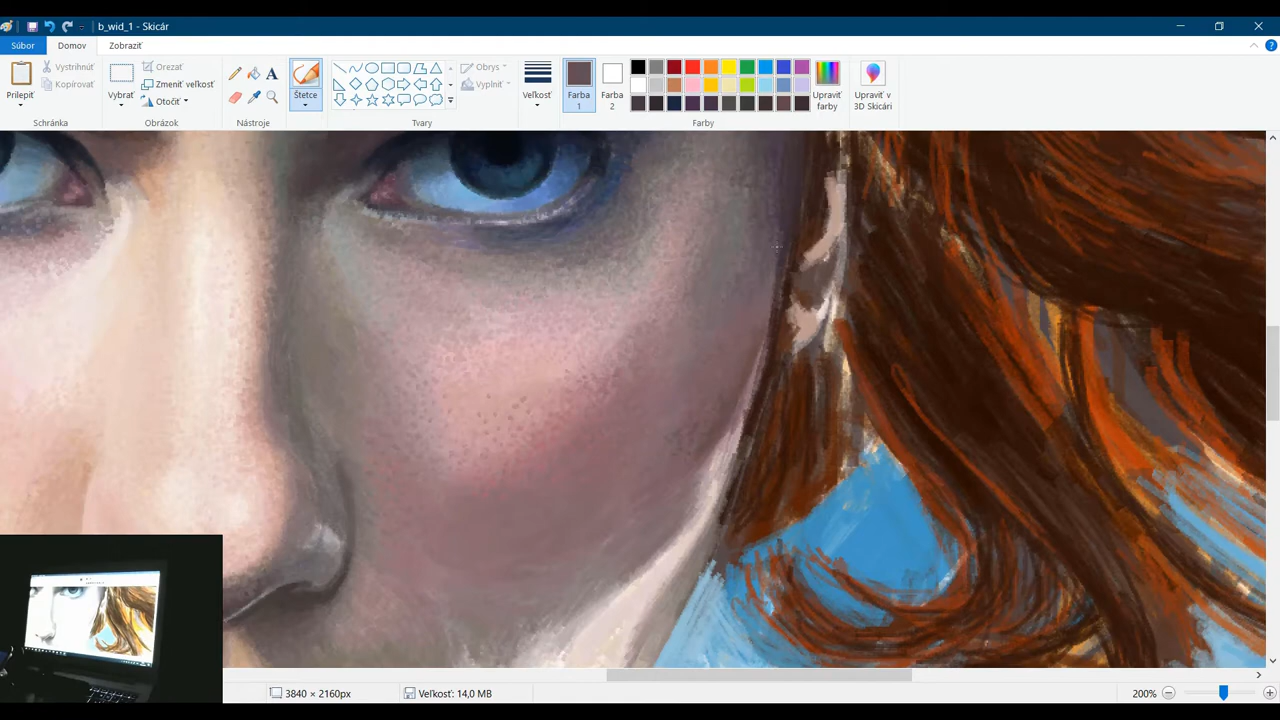 b_wid_1 - Skicár
Súbor Domov Zobraziť
Prilepiť
Vystrihnúť
Kopírovať
Schránka
Vybrať
Orezať
Zmeniť veľkosť
Otočiť
Obrázok
A
Nástroje
Štetce
Obrys
Vyplniť
Tvary
Veľkosť
Farba
1
Farba
2
Upraviť
farby
Farby
Upraviť v
3D Skicári
3840 × 2160px
Veľkosť: 14,0 MB
200%